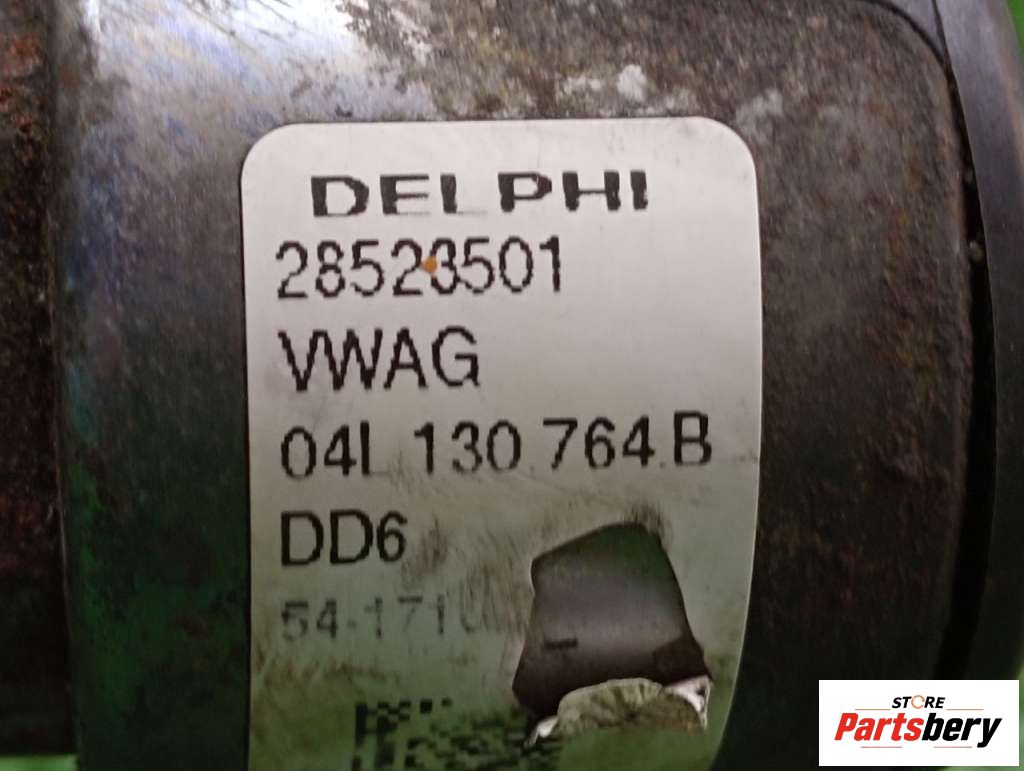 DELPHI
28523501
VWAG
04L 130 764 B
DD6
STORE
Partsbery